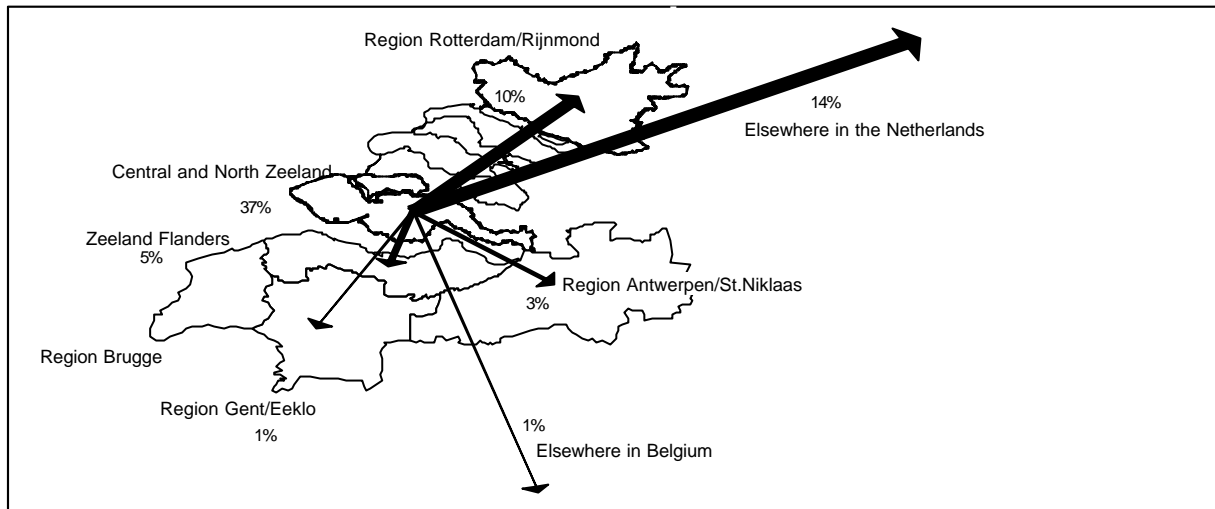 Region Rotterdam/Rijnmond
10%
14%
Elsewhere in the Netherlands
Central and North Zeeland
37%
Zeeland Flanders
5%
Region Antwerpen/St.Niklaas
3%
Region Brugge
Region Gent/Eeklo
1%
1%
Elsewhere in Belgium